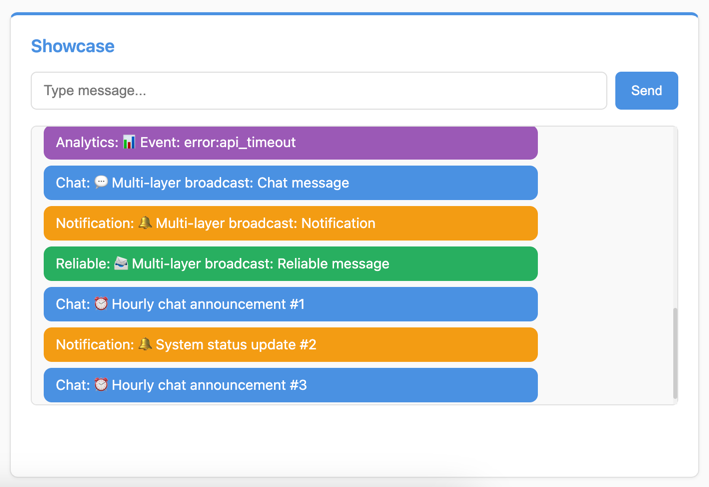 Showcase
Type message...
Send
Analytics: 📊 Event: error:api_timeout
Chat: 💬 Multi-layer broadcast: Chat message
Notification: 🔔 Multi-layer broadcast: Notification
Reliable: 📨 Multi-layer broadcast: Reliable message
Chat: ⏰ Hourly chat announcement #1
Notification: 🔔 System status update #2
Chat: ⏰ Hourly chat announcement #3